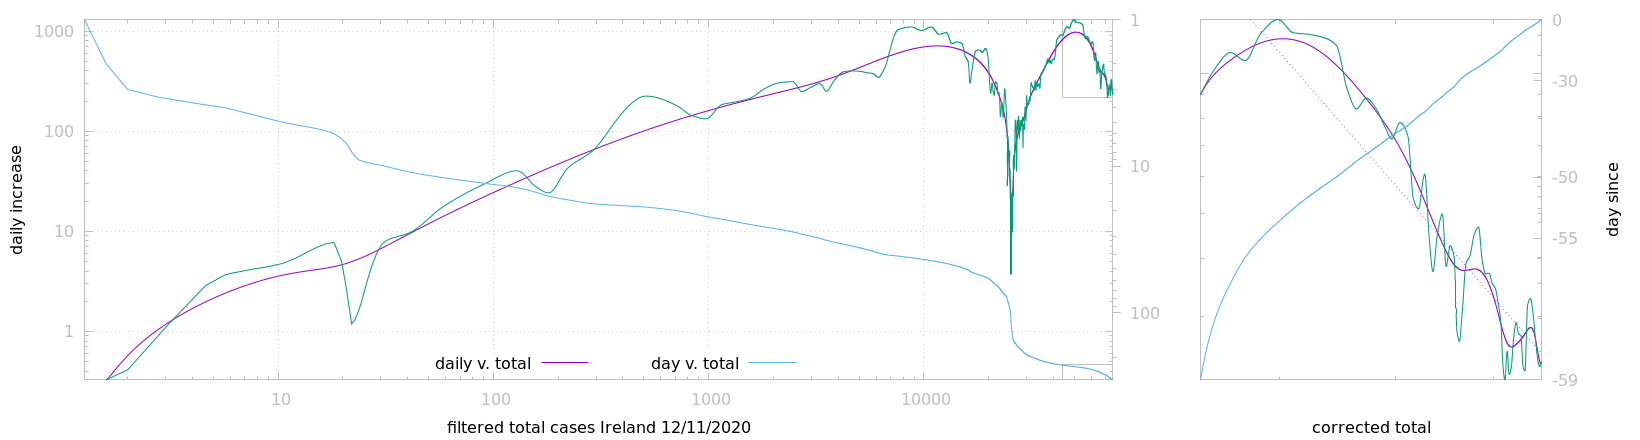 daily increase
1000
100
10
1
10
100
1000
10000
1
10
100
daily v. total
day v. total
filtered total cases Ireland 12/11/2020
0
-30
-50
-55
-59
day since
corrected total